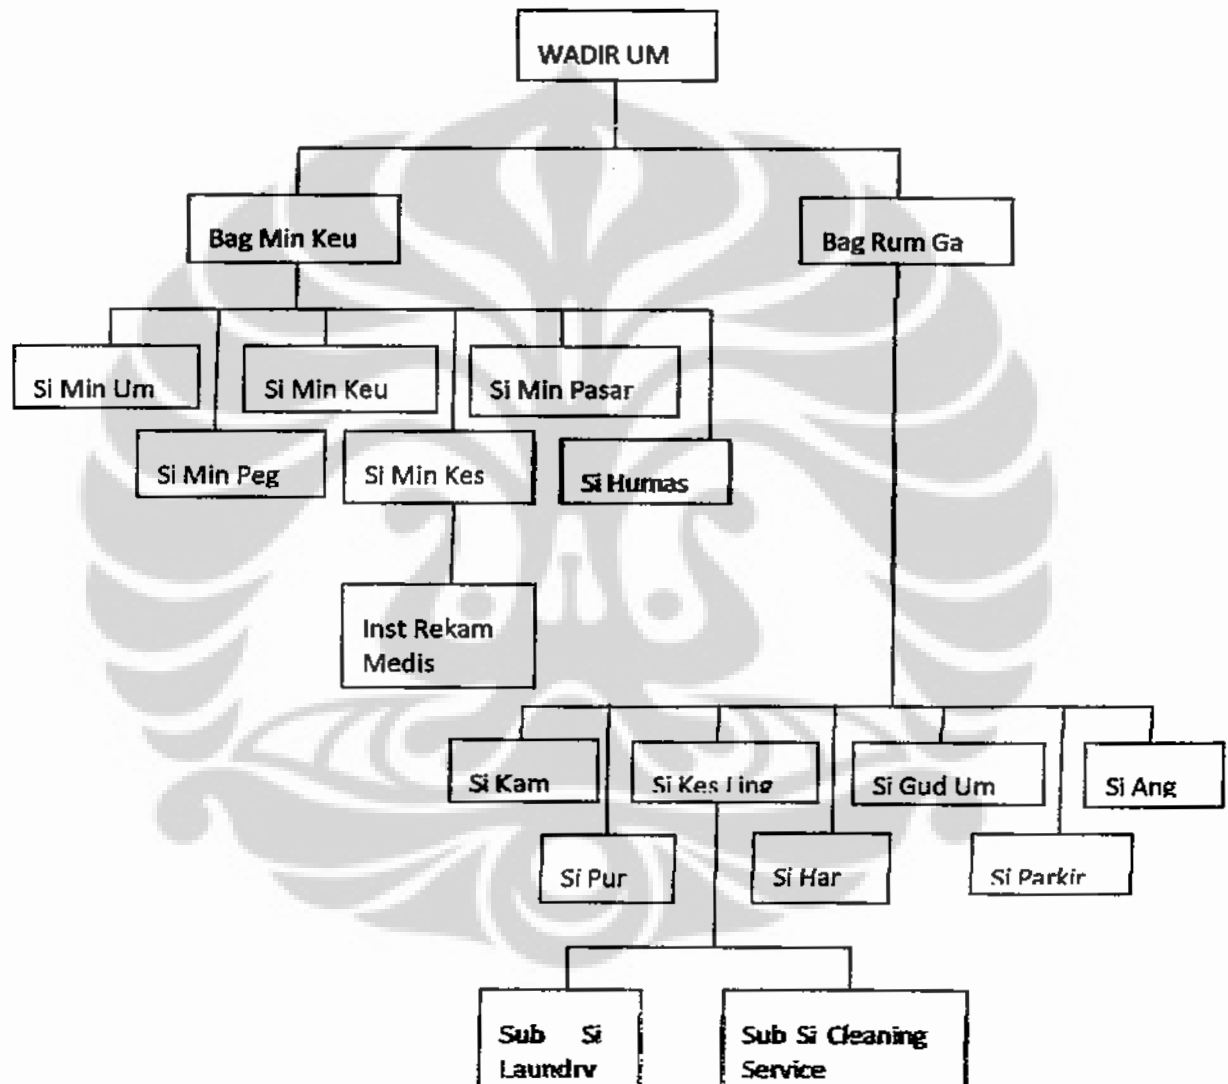 WADIR UM
Bag Min Keu
Bag Rum Ga
Si Min Um
Si Min Keu
Si Min Pasar
Si Min Peg
Si Min Kes
Si Humas
Inst Rekam
Medis
Si Kam
Si Kes Ling
Si Gud Um
Si Ang
Si Pur
Si Har
Si Parkir
Sub Si
Laundry
Sub Si Cleaning
Service